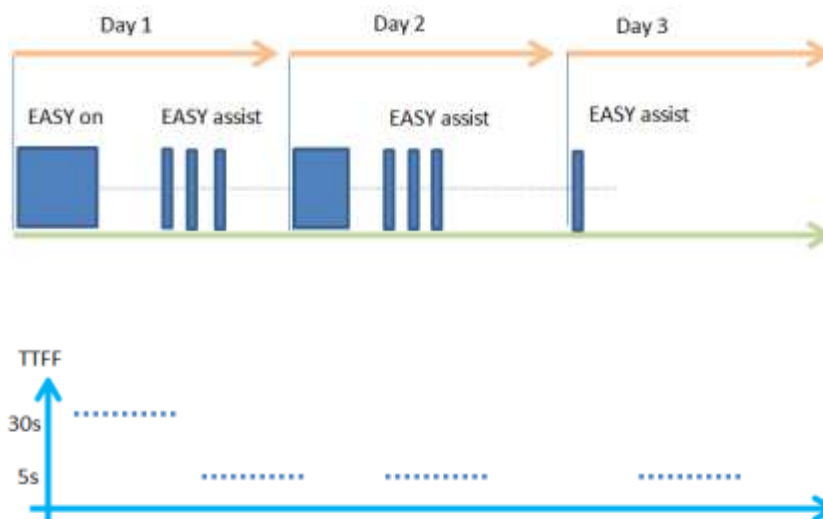 Day 1
Day 2
Day 3
EASY on
EASY assist
EASY assist
EASY assist
TTFF
30s
5s